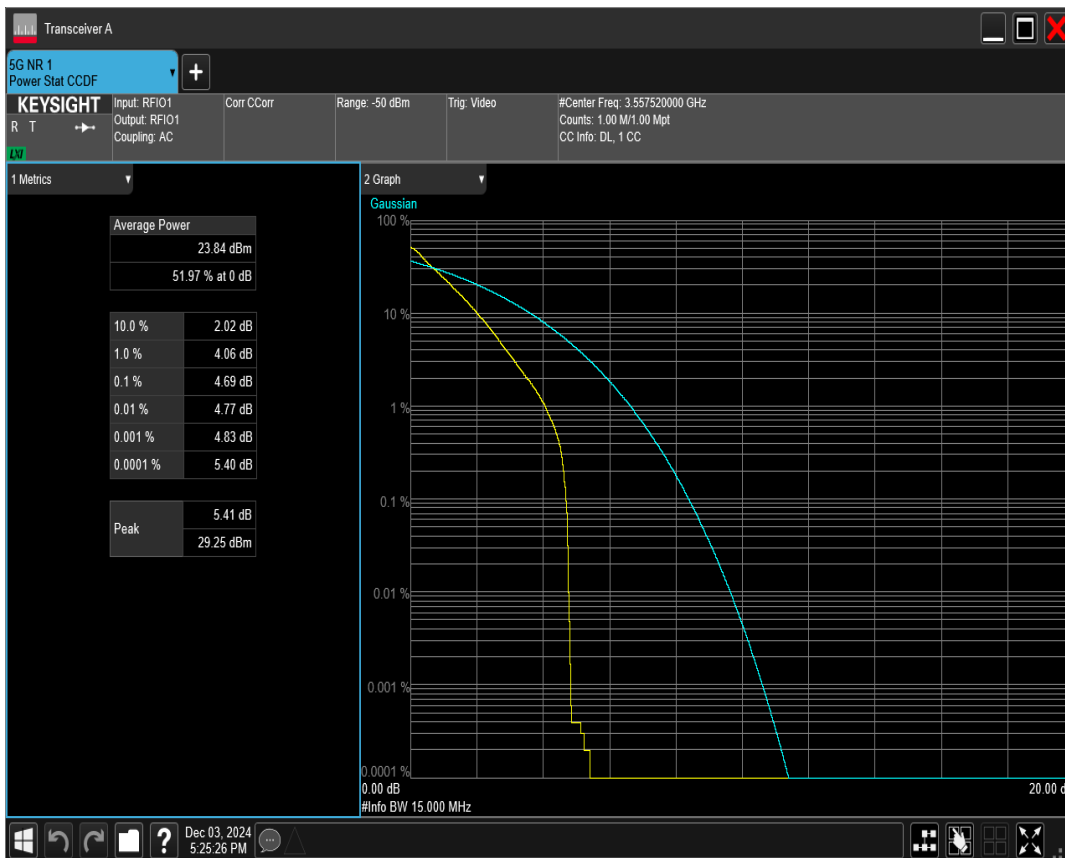 Transceiver A
5G NR 1
Power Stat CCDF
KEYSIGHT
R T
LXI
Input: RFIO1
Output: RFIO1
Coupling: AC
Corr CCorr
Range: -50 dBm
Trig: Video
#Center Freq: 3.557520000 GHz
Counts: 1.00 M/1.00 Mpt
CC Info: DL, 1 CC
1 Metrics
Average Power
23.84 dBm
51.97 % at 0 dB
10.0 % 2.02 dB
1.0 % 4.06 dB
0.1 % 4.69 dB
0.01 % 4.77 dB
0.001 % 4.83 dB
0.0001 % 5.40 dB
Peak
5.41 dB
29.25 dBm
2 Graph
Gaussian
100 %
10 %
1 %
0.1 %
0.01 %
0.001 %
0.0001 %
0.00 dB
20.00 d
#Info BW 15.000 MHz
?
Dec 03, 2024
5:25:26 PM